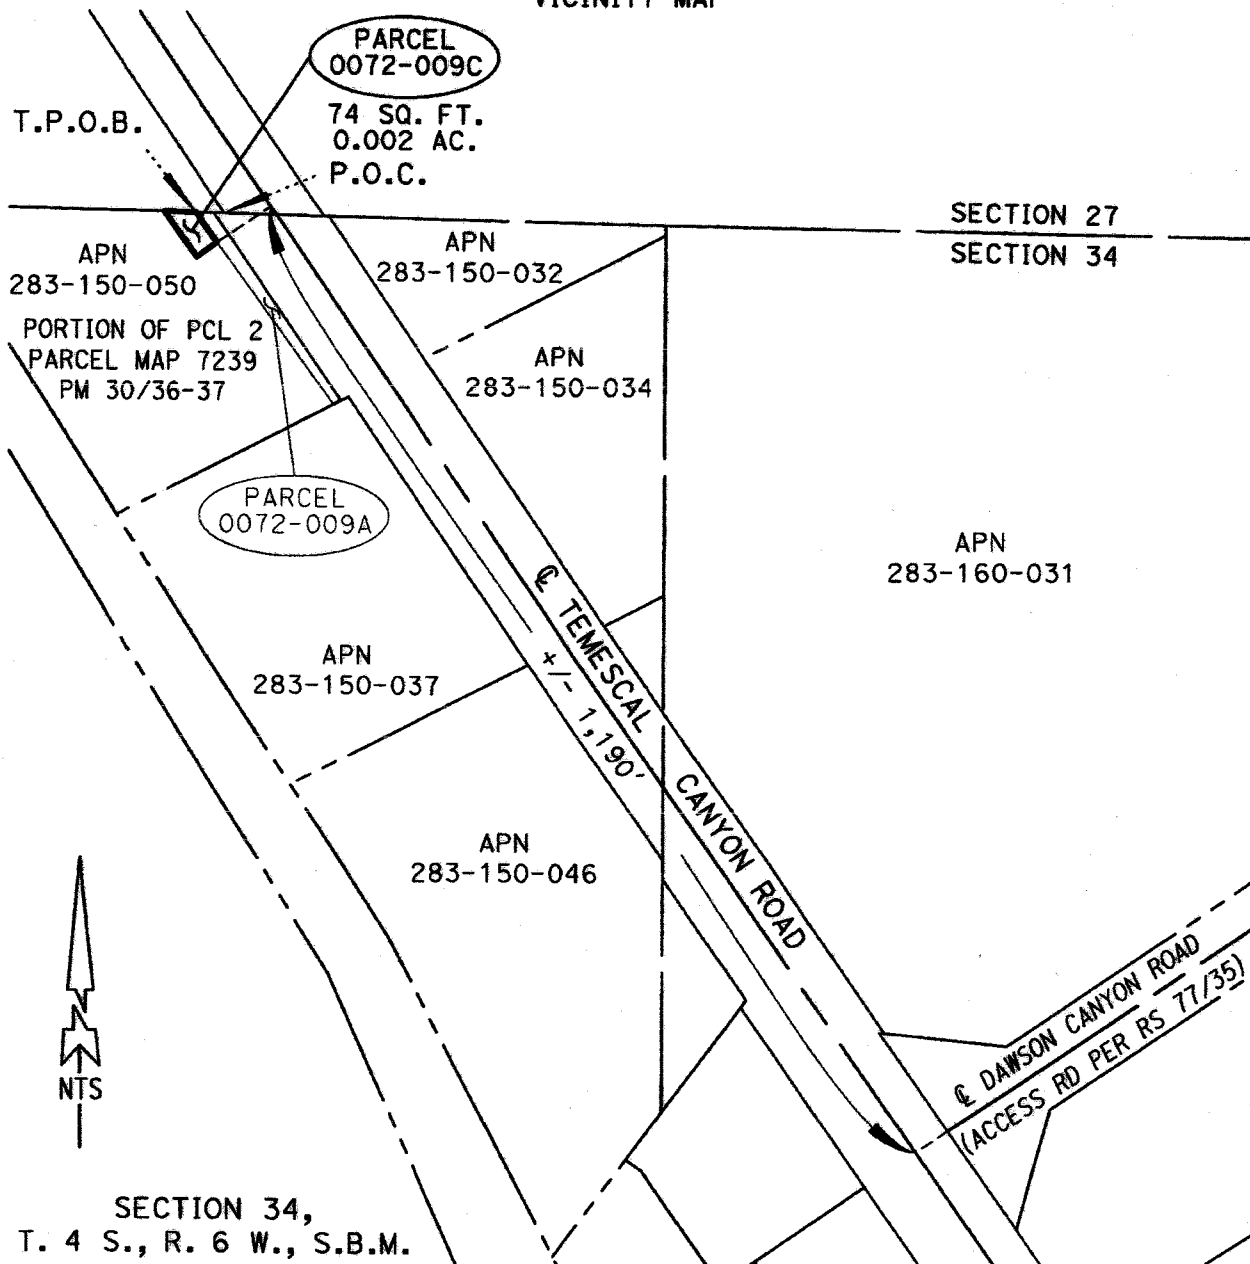 VICINITY MAP
PARCEL
0072-009C
74 SQ. FT.
0.002 AC.
T.P.O.B.
P.O.C.
SECTION 27
SECTION 34
APN
283-150-050
PORTION OF PCL 2
PARCEL MAP 7239
PM 30/36-37
APN
283-150-032
APN
283-150-034
PARCEL
0072-009A
APN
283-160-031
℄ TEMESCAL CANYON ROAD
+/- 1,190'
APN
283-150-037
APN
283-150-046
℄ DAWSON CANYON ROAD
(ACCESS RD PER RS 77/35)
N
NTS
SECTION 34,
T. 4 S., R. 6 W., S.B.M.